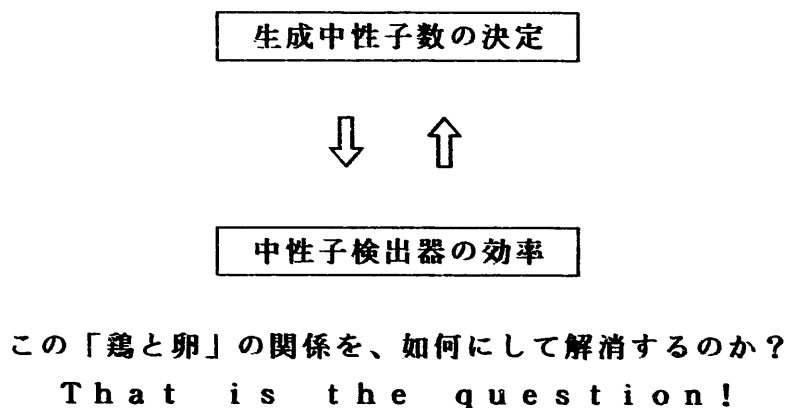 生成中性子数の決定
中性子検出器の効率
この「鶏と卵」の関係を、如何にして解消するのか？
That is the question!